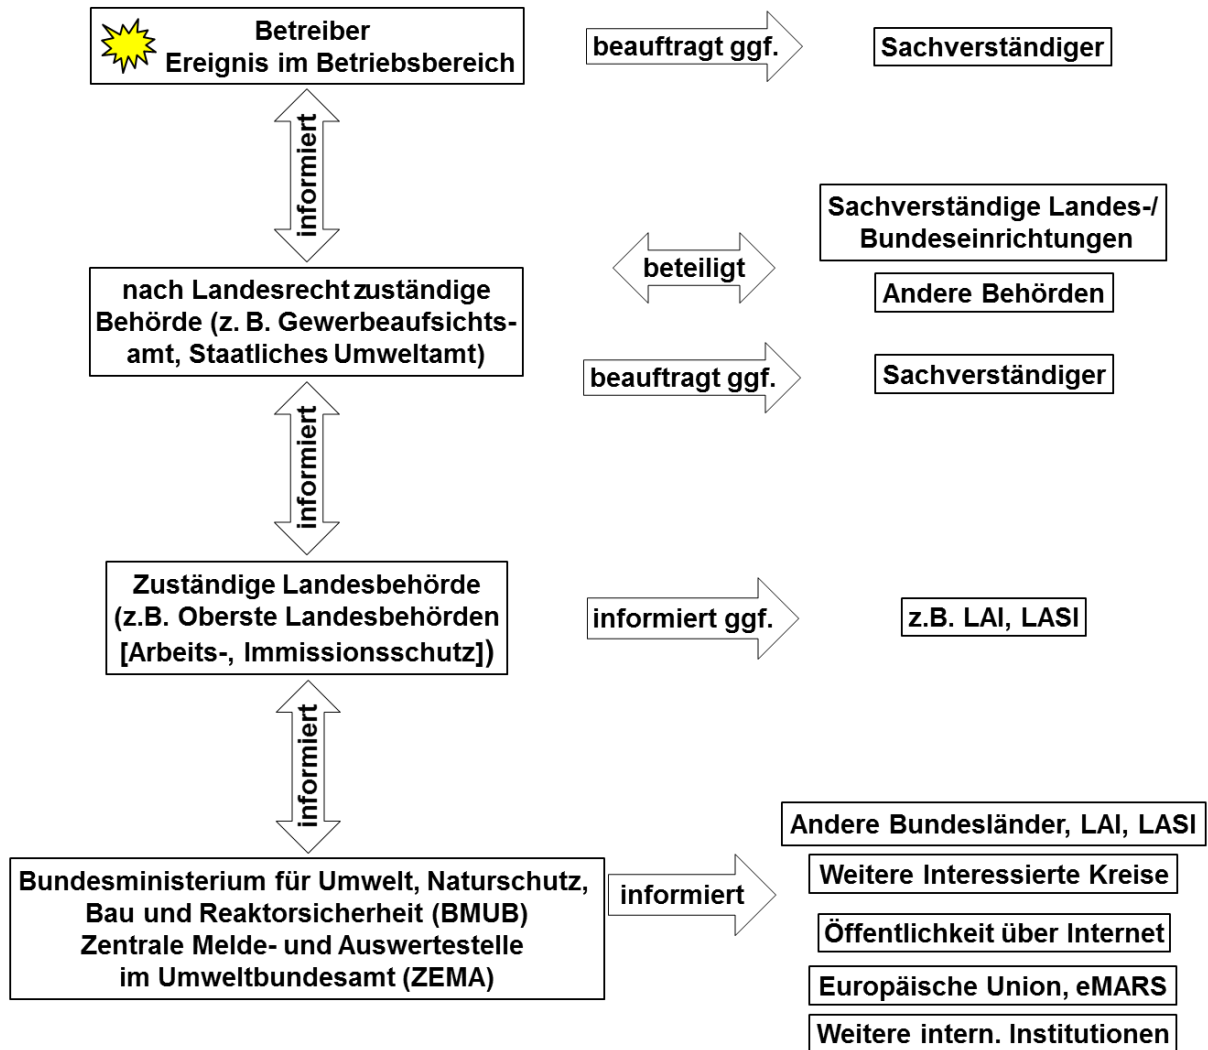 Betreiber
Ereignis im Betriebsbereich
beauftragt ggf.
Sachverständiger
informiert
Sachverständige Landes-/
Bundeseinrichtungen
beteiligt
Andere Behörden
nach Landesrecht zuständige
Behörde (z. B. Gewerbeaufsichts-
amt, Staatliches Umweltamt)
beauftragt ggf.
Sachverständiger
informiert
Zuständige Landesbehörde
(z.B. Oberste Landesbehörden
[Arbeits-, Immissionsschutz])
informiert ggf.
z.B. LAI, LASI
informiert
Bundesministerium für Umwelt, Naturschutz,
Bau und Reaktorsicherheit (BMUB)
Zentrale Melde- und Auswertestelle
im Umweltbundesamt (ZEMA)
informiert
Andere Bundesländer, LAI, LASI
Weitere Interessierte Kreise
Öffentlichkeit über Internet
Europäische Union, eMARS
Weitere intern. Institutionen